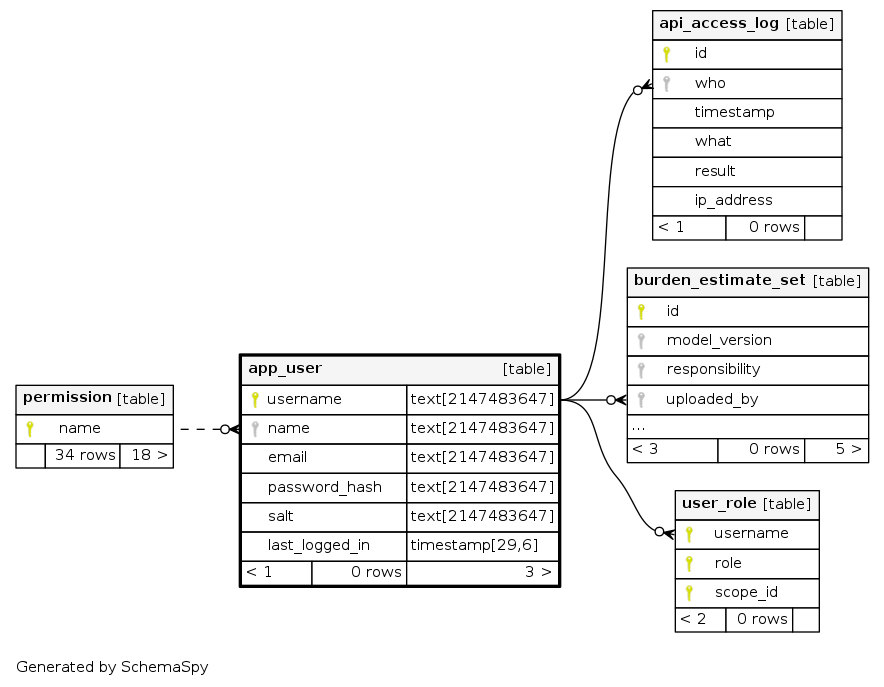 api_access_log [table]
id
who
timestamp
what
result
ip_address
< 1 0 rows
burden_estimate_set [table]
id
model_version
responsibility
uploaded_by
...
< 3 0 rows 5 >
app_user [table]
username text[2147483647]
name text[2147483647]
email text[2147483647]
password_hash text[2147483647]
salt text[2147483647]
last_logged_in timestamp[29,6]
< 1 0 rows 3 >
permission [table]
name
34 rows 18 >
user_role [table]
username
role
scope_id
< 2 0 rows
Generated by SchemaSpy